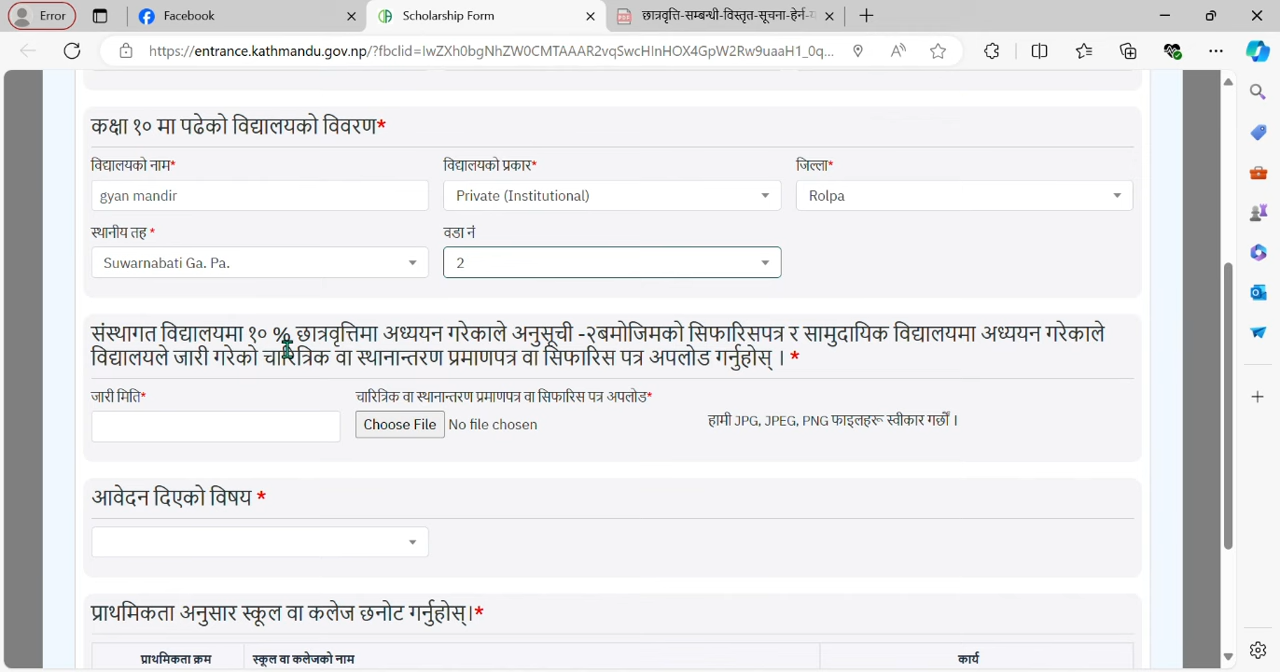 Error
Facebook
Scholarship Form
छात्रवृत्ति-सम्बन्धी-विस्तृत-सूचना-हेर्न-
https://entrance.kathmandu.gov.np/?fbclid=IwZXh0bgNhZW0CMTAAAR2vqSwcHInHOX4GpW2Rw9uaaH1_0q...
कक्षा १० मा पढेको विद्यालयको विवरण*
विद्यालयको नाम* विद्यालयको प्रकार* जिल्ला*
gyan mandir Private (Institutional) Rolpa
स्थानीय तह * वडा नं
Suwarnabati Ga. Pa. 2
संस्थागत विद्यालयमा १० % छात्रवृत्तिमा अध्ययन गरेकाले अनुसूची -२बमोजिमको सिफारिसपत्र र सामुदायिक विद्यालयमा अध्ययन गरेकाले
विद्यालयले जारी गरेको चारित्रिक वा स्थानान्तरण प्रमाणपत्र वा सिफारिस पत्र अपलोड गर्नुहोस् । *
जारी मिति* चारित्रिक वा स्थानान्तरण प्रमाणपत्र वा सिफारिस पत्र अपलोड*
Choose File No file chosen हामी JPG, JPEG, PNG फाइलहरू स्वीकार गर्छौं ।
आवेदन दिएको विषय *
प्राथमिकता अनुसार स्कूल वा कलेज छनोट गर्नुहोस्।*
प्राथमिकता क्रम स्कूल वा कलेजको नाम कार्य